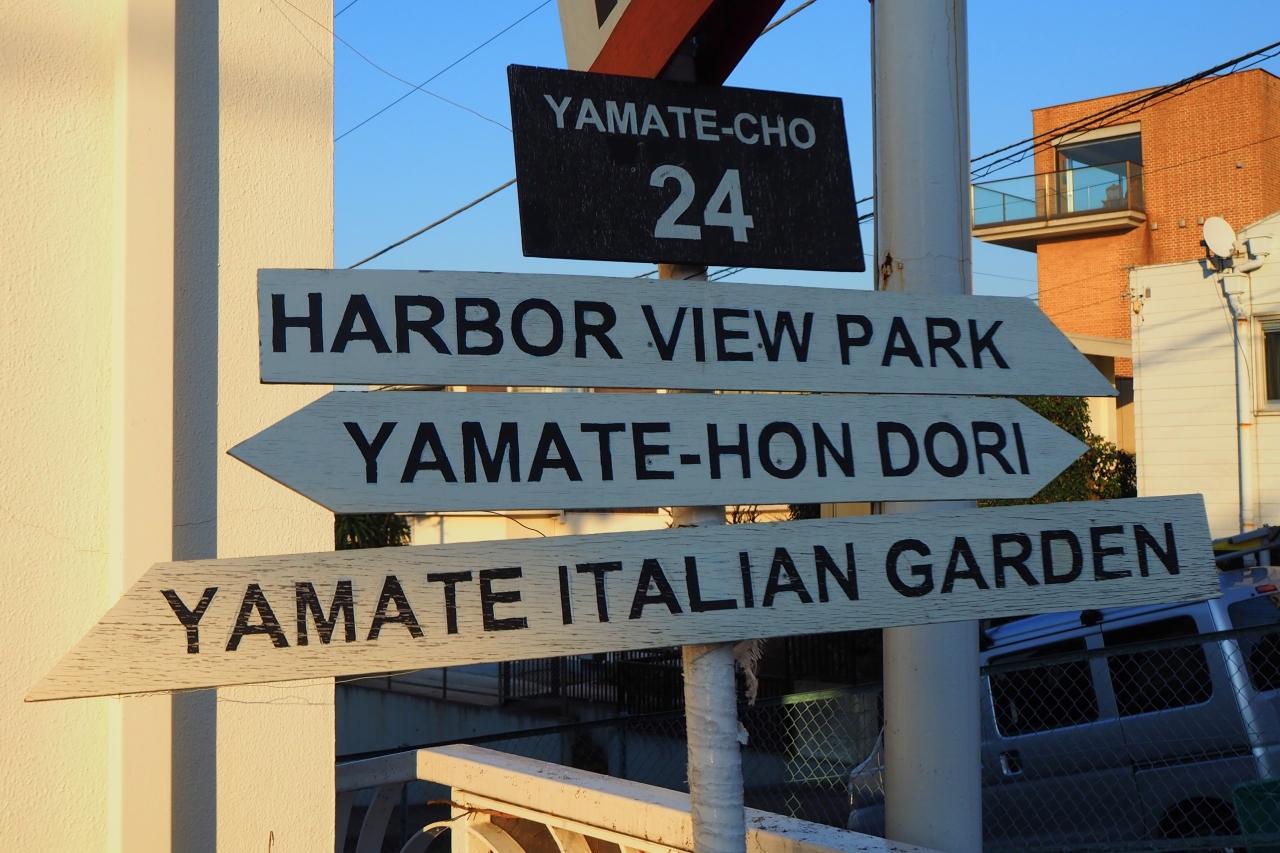 YAMATE-CHO
24
HARBOR VIEW PARK
YAMATE-HON DORI
YAMATE ITALIAN GARDEN